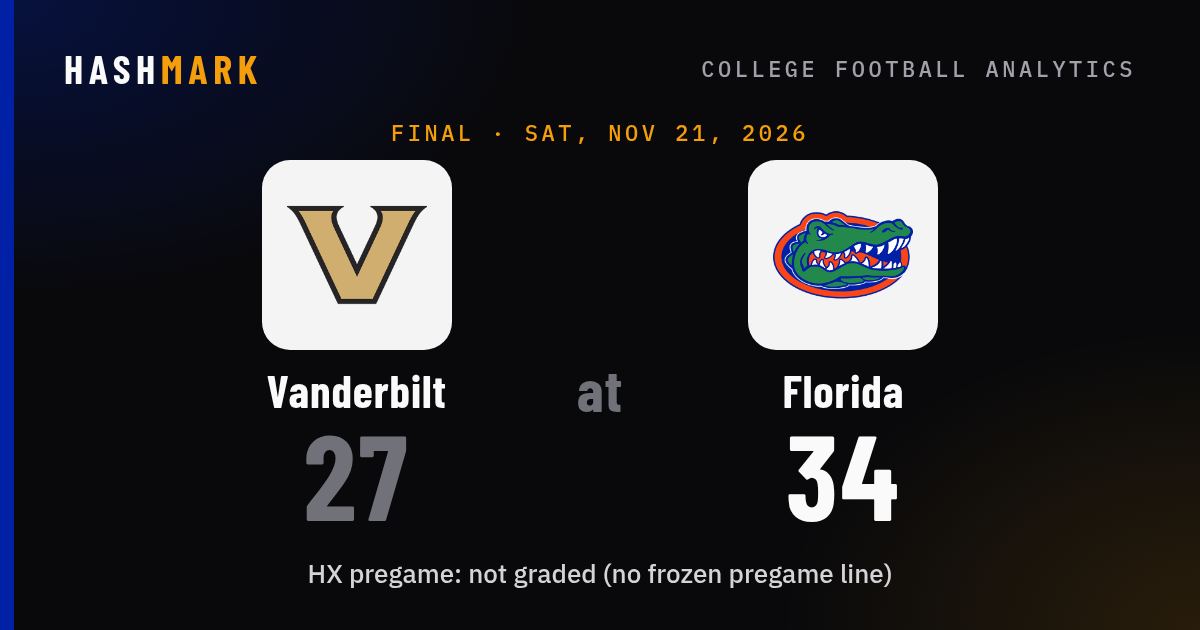 HASHMARK
COLLEGE FOOTBALL ANALYTICS
FINAL · SAT, NOV 21, 2026
Vanderbilt at Florida
27 34
HX pregame: not graded (no frozen pregame line)